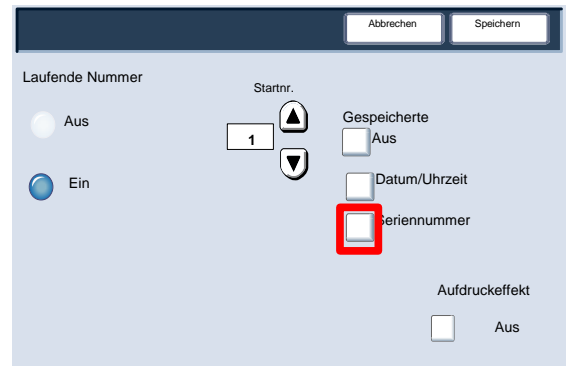 Abbrechen
Speichern
Laufende Nummer
Startnr.
Aus
1
Ein
Gespeicherte
Aus
Datum/Uhrzeit
Seriennummer
Aufdruckeffekt
Aus